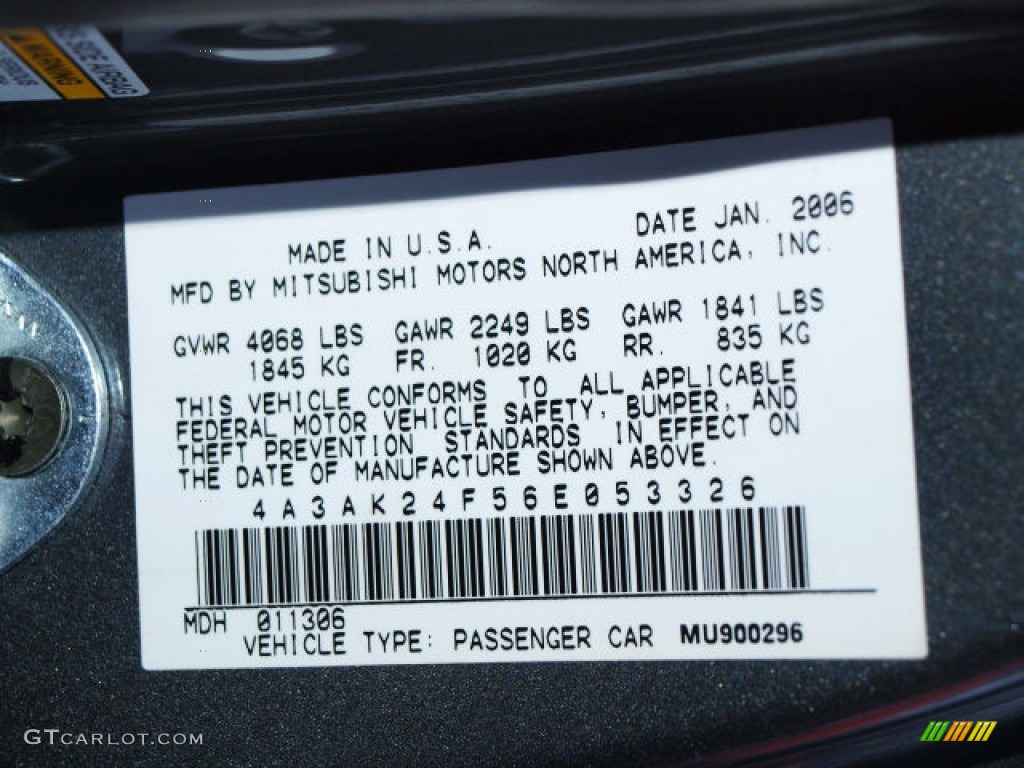 SIDE AIRBAG
WARNING
MADE IN U.S.A. DATE JAN. 2006
MFD BY MITSUBISHI MOTORS NORTH AMERICA, INC.
GVWR 4068 LBS GAWR 2249 LBS GAWR 1841 LBS
1845 KG FR. 1020 KG RR. 835 KG
THIS VEHICLE CONFORMS TO ALL APPLICABLE
FEDERAL MOTOR VEHICLE SAFETY, BUMPER, AND
THEFT PREVENTION STANDARDS IN EFFECT ON
THE DATE OF MANUFACTURE SHOWN ABOVE.
4A3AK24F56E053326
MDH 011306
VEHICLE TYPE: PASSENGER CAR MU900296
GTCARLOT.COM